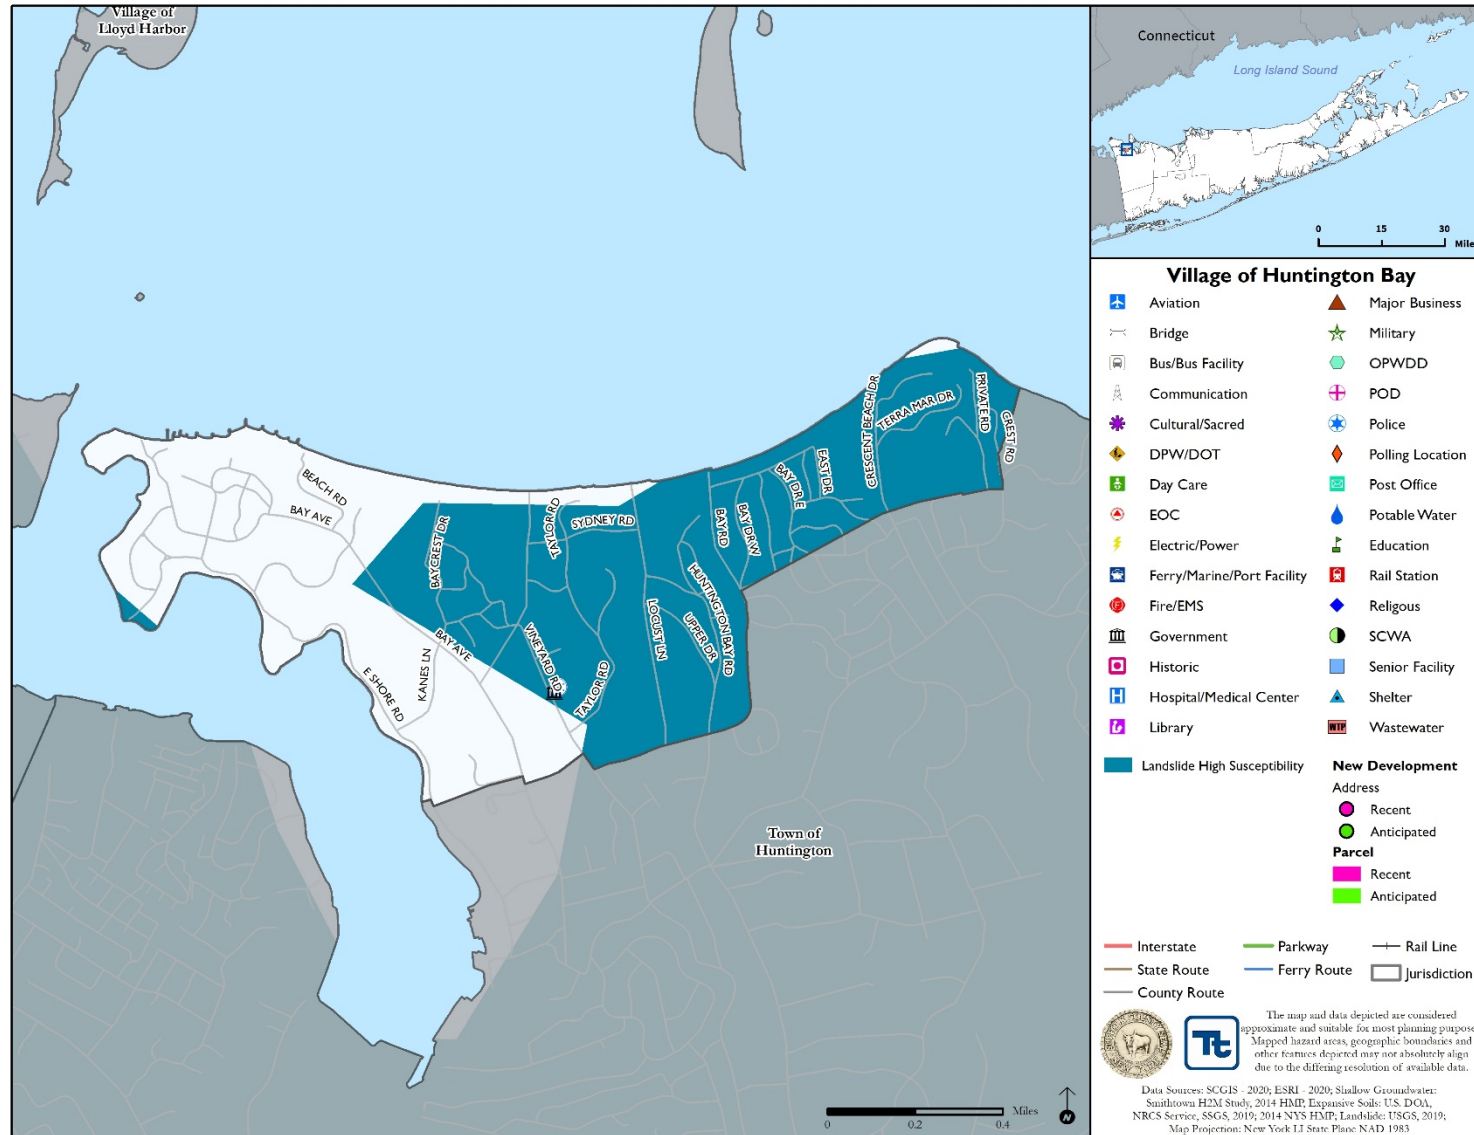 Village of
Lloyd Harbor
BEACH RD
BAY AVE
BAYCREST DR
TAYLOR RD
SYDNEY RD
BAY RD
BAY DR W
BAY DR E
EAST DR
CRESCENT BEACH DR
TERRA MAR DR
PRIVATE RD
CREST RD
HUNTINGTON BAY RD
UPPER DR
LOCUST LN
VINEYARD RD
TAYLOR RD
BAY AVE
KANES LN
E SHORE RD
Town of
Huntington
0 0.2 0.4 Miles
N
Connecticut
Long Island Sound
0 15 30
Mile
Village of Huntington Bay
Aviation
Bridge
Bus/Bus Facility
Communication
Cultural/Sacred
DPW/DOT
Day Care
EOC
Electric/Power
Ferry/Marine/Port Facility
Fire/EMS
Government
Historic
Hospital/Medical Center
Library
Landslide High Susceptibility
Major Business
Military
OPWDD
POD
Police
Polling Location
Post Office
Potable Water
Education
Rail Station
Religous
SCWA
Senior Facility
Shelter
WTP Wastewater
New Development
Address
Recent
Anticipated
Parcel
Recent
Anticipated
Interstate
State Route
County Route
Parkway
Ferry Route
Rail Line
Jurisdiction
Tt
The map and data depicted are considered
approximate and suitable for most planning purpose
Mapped hazard areas, geographic boundaries and
other features depicted may not absolutely align
due to the differing resolution of available data.
Data Sources: SCGIS - 2020; ESRI - 2020; Shallow Groundwater:
Smithtown H2M Study, 2014 HMP, Expansive Soils: U.S. DOA,
NRCS Service, SSGS, 2019; 2014 NYS HMP; Landslide: USGS, 2019;
Map Projection: New York LI State Plane NAD 1983